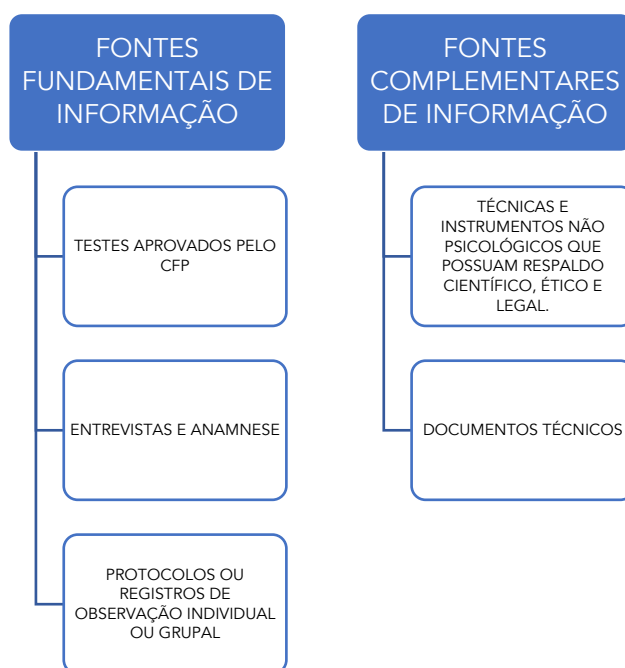 FONTES
FUNDAMENTAIS DE
INFORMAÇÃO
TESTES APROVADOS PELO
CFP
ENTREVISTAS E ANAMNESE
PROTOCOLOS OU
REGISTROS DE
OBSERVAÇÃO INDIVIDUAL
OU GRUPAL
FONTES
COMPLEMENTARES
DE INFORMAÇÃO
TÉCNICAS E
INSTRUMENTOS NÃO
PSICOLÓGICOS QUE
POSSUAM RESPALDO
CIENTÍFICO, ÉTICO E
LEGAL.
DOCUMENTOS TÉCNICOS